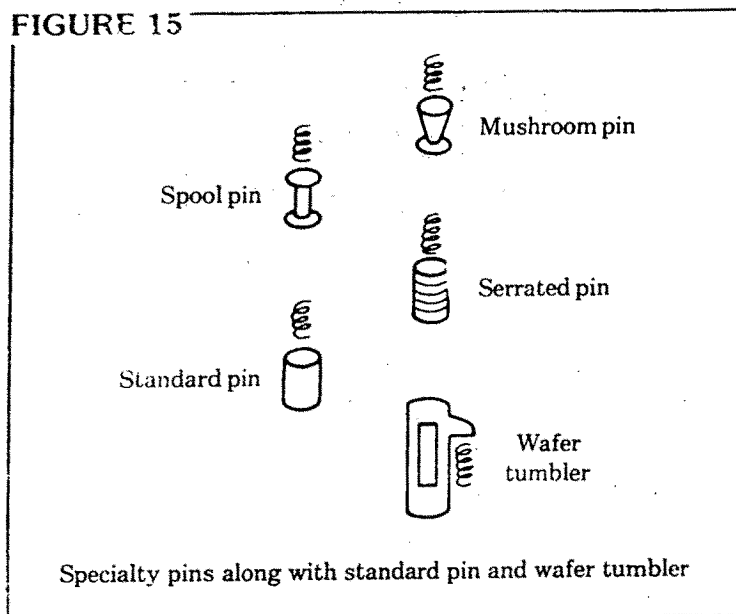 FIGURE 15
Mushroom pin
Spool pin
Serrated pin
Standard pin
Wafer
tumbler
Specialty pins along with standard pin and wafer tumbler